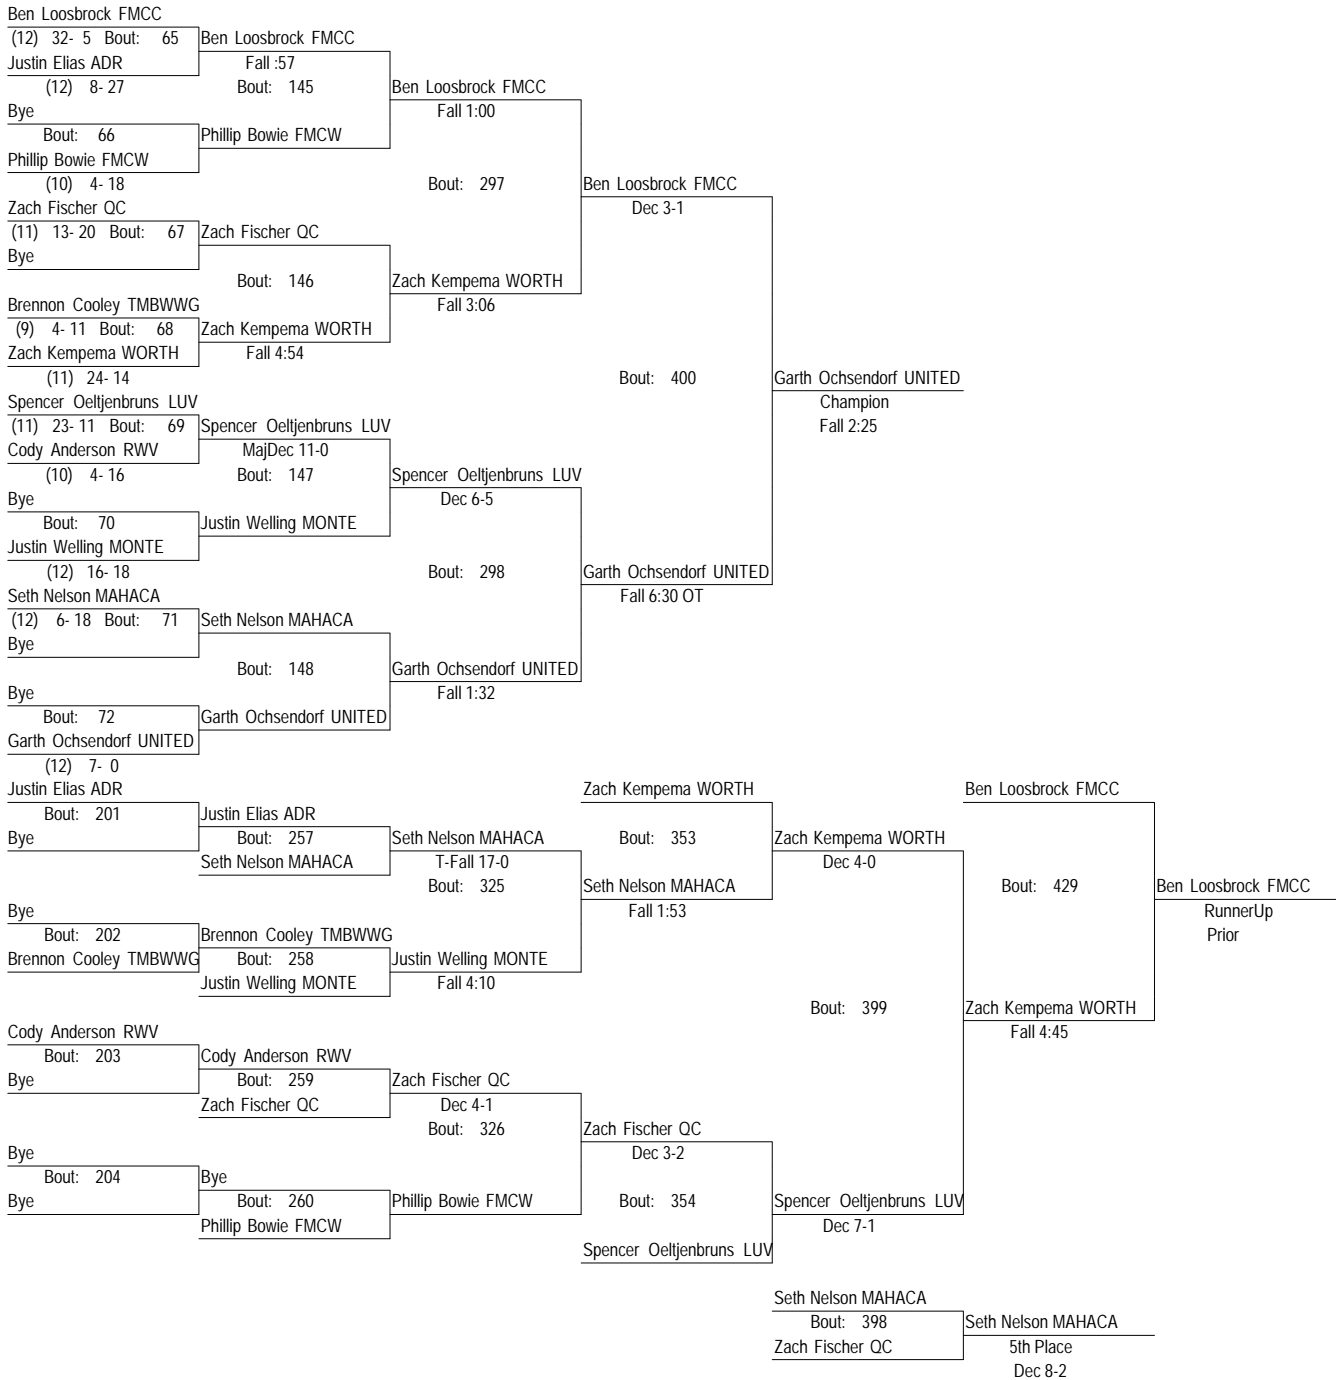 Ben Loosbrock FMCC
(12) 32- 5 Bout: 65 Ben Loosbrock FMCC
Justin Elias ADR Fall :57
(12) 8- 27 Bout: 145 Ben Loosbrock FMCC
Bye Fall 1:00
Bout: 66 Phillip Bowie FMCW
Phillip Bowie FMCW
(10) 4- 18 Bout: 297 Ben Loosbrock FMCC
Zach Fischer QC Dec 3-1
(11) 13- 20 Bout: 67 Zach Fischer QC
Bye
Bout: 146 Zach Kempema WORTH
Brennon Cooley TMBWWG Fall 3:06
(9) 4- 11 Bout: 68 Zach Kempema WORTH
Zach Kempema WORTH Fall 4:54
(11) 24- 14 Bout: 400 Garth Ochsendorf UNITED
Spencer Oeltjenbruns LUV Champion
(11) 23- 11 Bout: 69 Spencer Oeltjenbruns LUV Fall 2:25
Cody Anderson RWV MajDec 11-0
(10) 4- 16 Bout: 147 Spencer Oeltjenbruns LUV
Bye Dec 6-5
Bout: 70 Justin Welling MONTE
Justin Welling MONTE
(12) 16- 18 Bout: 298 Garth Ochsendorf UNITED
Seth Nelson MAHACA Fall 6:30 OT
(12) 6- 18 Bout: 71 Seth Nelson MAHACA
Bye
Bout: 148 Garth Ochsendorf UNITED
Bye Fall 1:32
Bout: 72 Garth Ochsendorf UNITED
Garth Ochsendorf UNITED
(12) 7- 0
Justin Elias ADR Zach Kempema WORTH Ben Loosbrock FMCC
Bout: 201 Justin Elias ADR
Bye Bout: 257 Seth Nelson MAHACA Bout: 353 Zach Kempema WORTH
Seth Nelson MAHACA T-Fall 17-0 Dec 4-0
Bout: 325 Seth Nelson MAHACA Bout: 429 Ben Loosbrock FMCC
Bye Fall 1:53 RunnerUp
Bout: 202 Brennon Cooley TMBWWG Prior
Brennon Cooley TMBWWG Bout: 258 Justin Welling MONTE
Justin Welling MONTE Fall 4:10
Bout: 399 Zach Kempema WORTH
Cody Anderson RWV Fall 4:45
Bout: 203 Cody Anderson RWV
Bye Bout: 259 Zach Fischer QC
Zach Fischer QC Dec 4-1
Bout: 326 Zach Fischer QC
Bye Dec 3-2
Bout: 204 Bye
Bye Bout: 260 Phillip Bowie FMCW Bout: 354 Spencer Oeltjenbruns LUV
Phillip Bowie FMCW Dec 7-1
Spencer Oeltjenbruns LUV
Seth Nelson MAHACA
Bout: 398 Seth Nelson MAHACA
Zach Fischer QC 5th Place
Dec 8-2